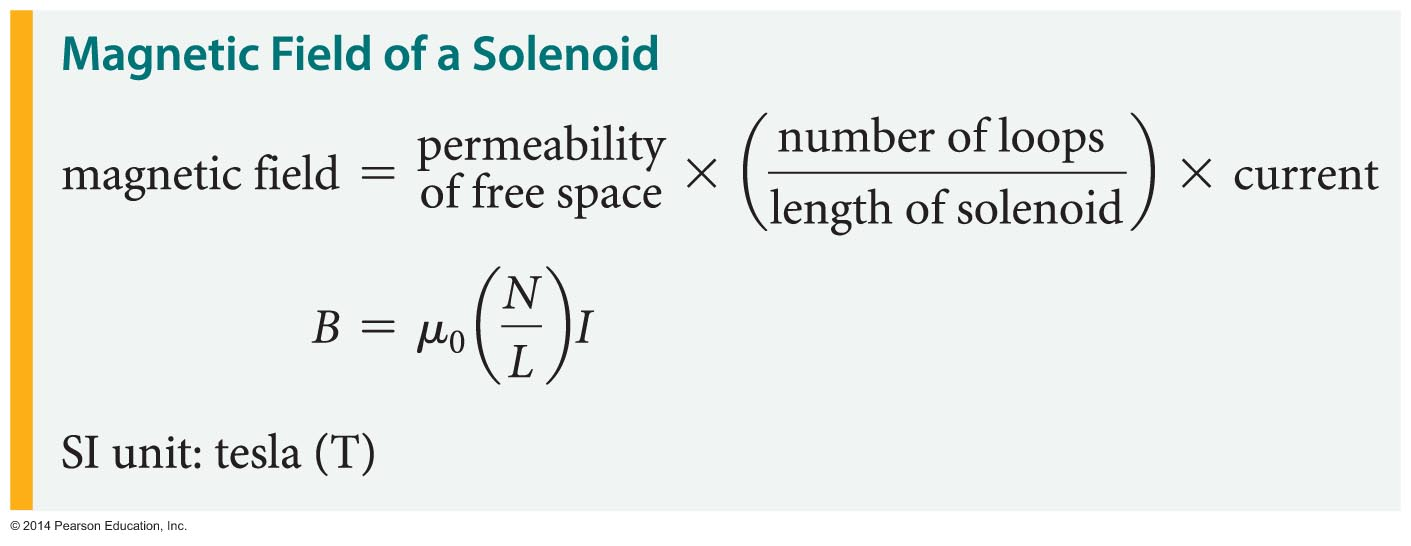 Magnetic Field of a Solenoid
magnetic field = permeability of free space × (number of loops / length of solenoid) × current
B = μ₀(N/L)I
SI unit: tesla (T)
© 2014 Pearson Education, Inc.